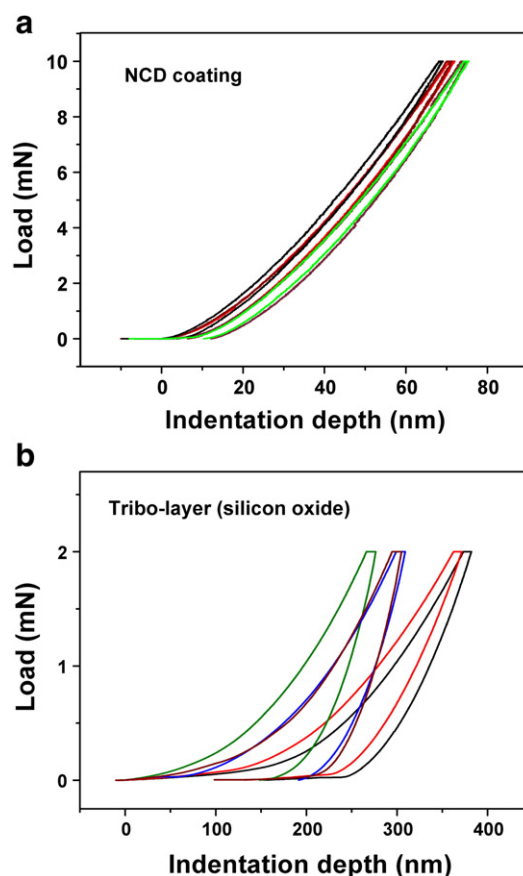 a
NCD coating
10
8
6
4
2
0
Load (mN)
0 20 40 60 80
Indentation depth (nm)
b
Tribo-layer (silicon oxide)
2
1
0
Load (mN)
0 100 200 300 400
Indentation depth (nm)